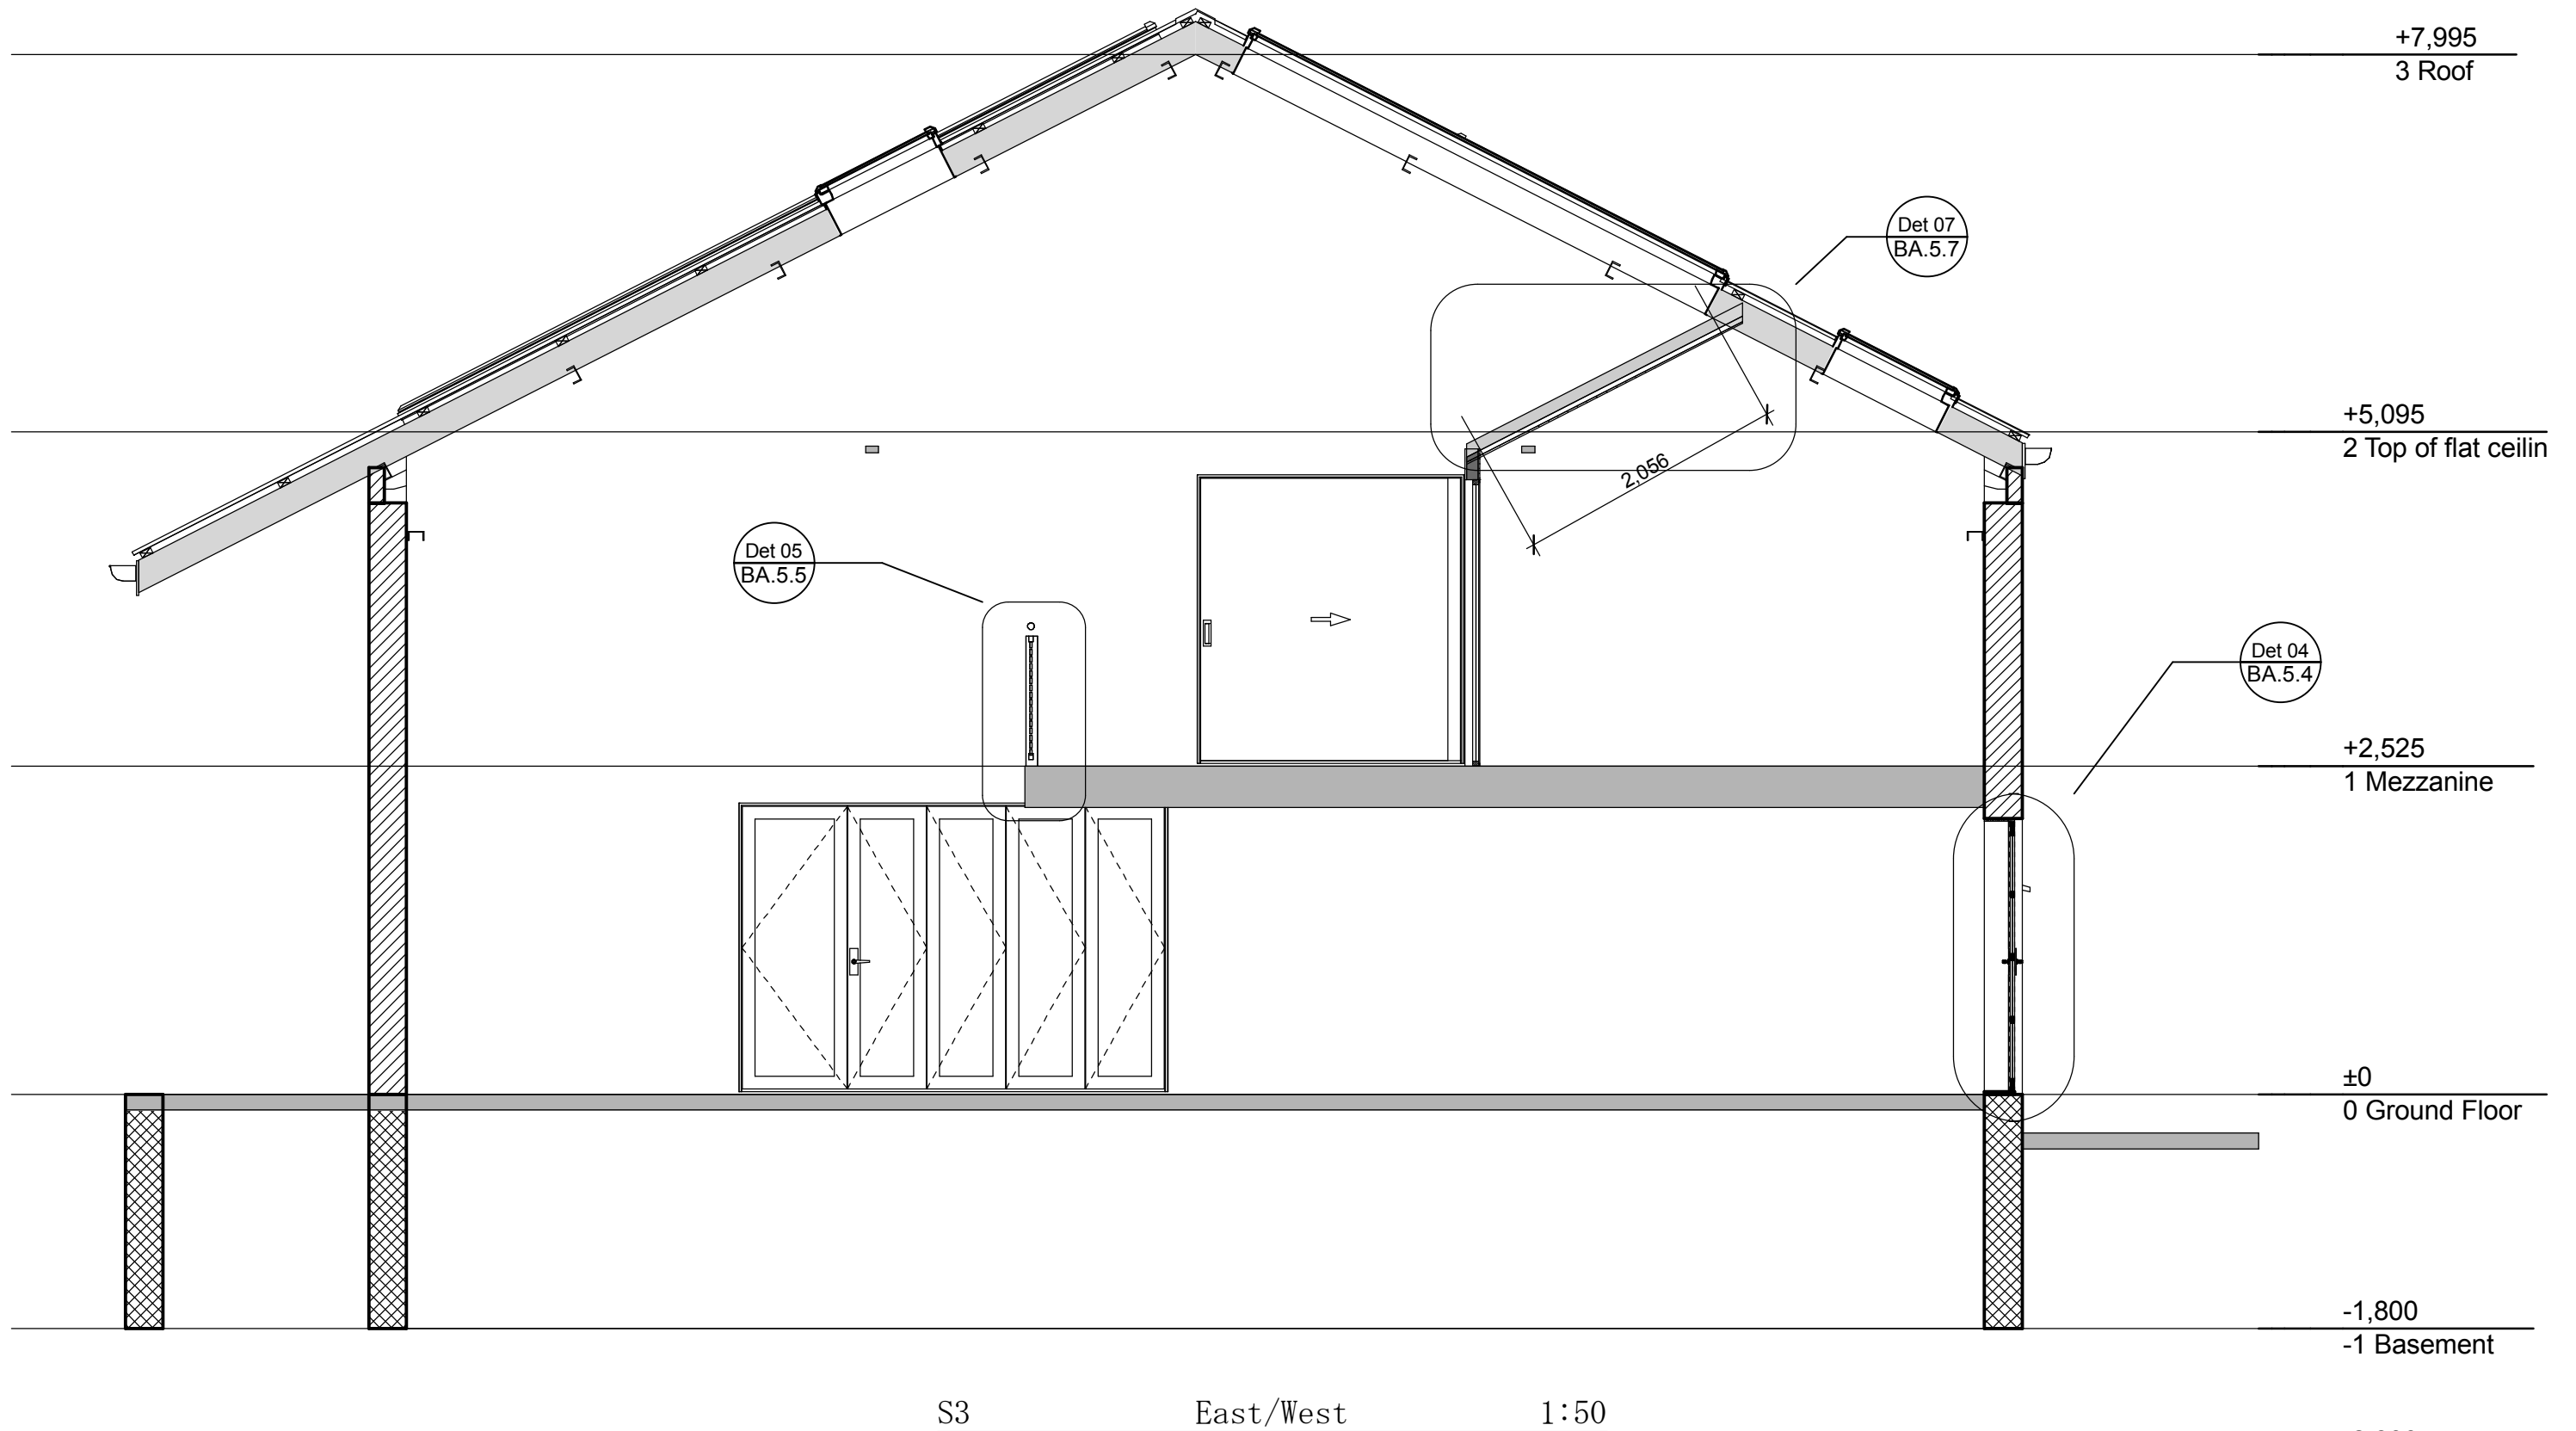 +7,995
3 Roof
Det 07
BA.5.7
+5,095
2 Top of flat ceilin
2,056
Det 05
BA.5.5
Det 04
BA.5.4
+2,525
1 Mezzanine
±0
0 Ground Floor
-1,800
-1 Basement
S3 East/West 1:50